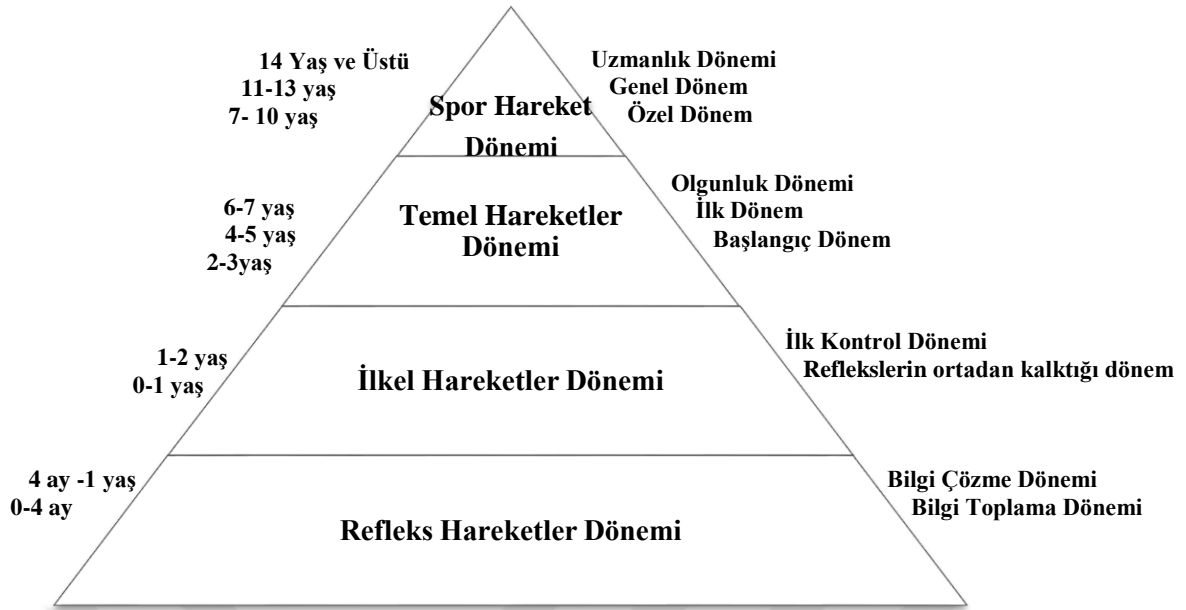 14 Yaş ve Üstü
11-13 yaş
7- 10 yaş
Spor Hareket
Dönemi
Uzmanlık Dönemi
Genel Dönem
Özel Dönem
6-7 yaş
4-5 yaş
2-3yaş
Temel Hareketler
Dönemi
Olgunluk Dönemi
İlk Dönem
Başlangıç Dönem
1-2 yaş
0-1 yaş
İlkel Hareketler Dönemi
İlk Kontrol Dönemi
Reflekslerin ortadan kalktığı dönem
4 ay -1 yaş
0-4 ay
Refleks Hareketler Dönemi
Bilgi Çözme Dönemi
Bilgi Toplama Dönemi